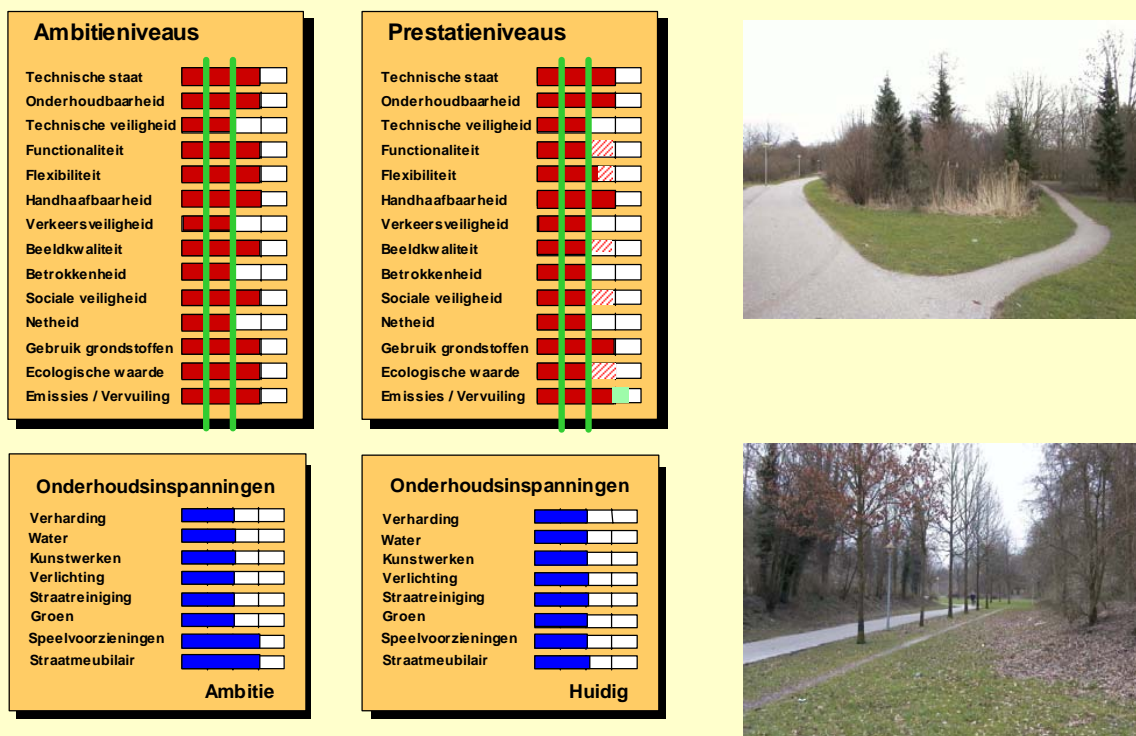 Ambitieniveaus
Technische staat
Onderhoudbaarheid
Technische veiligheid
Functionaliteit
Flexibiliteit
Handhaafbaarheid
Verkeersveiligheid
Beeldkwaliteit
Betrokkenheid
Sociale veiligheid
Netheid
Gebruik grondstoffen
Ecologische waarde
Emissies / Vervuiling
Prestatieniveaus
Technische staat
Onderhoudbaarheid
Technische veiligheid
Functionaliteit
Flexibiliteit
Handhaafbaarheid
Verkeersveiligheid
Beeldkwaliteit
Betrokkenheid
Sociale veiligheid
Netheid
Gebruik grondstoffen
Ecologische waarde
Emissies / Vervuiling
Onderhoudsinspanningen
Verharding
Water
Kunstwerken
Verlichting
Straatreiniging
Groen
Speelvoorzieningen
Straatmeubilair
Ambitie
Onderhoudsinspanningen
Verharding
Water
Kunstwerken
Verlichting
Straatreiniging
Groen
Speelvoorzieningen
Straatmeubilair
Huidig